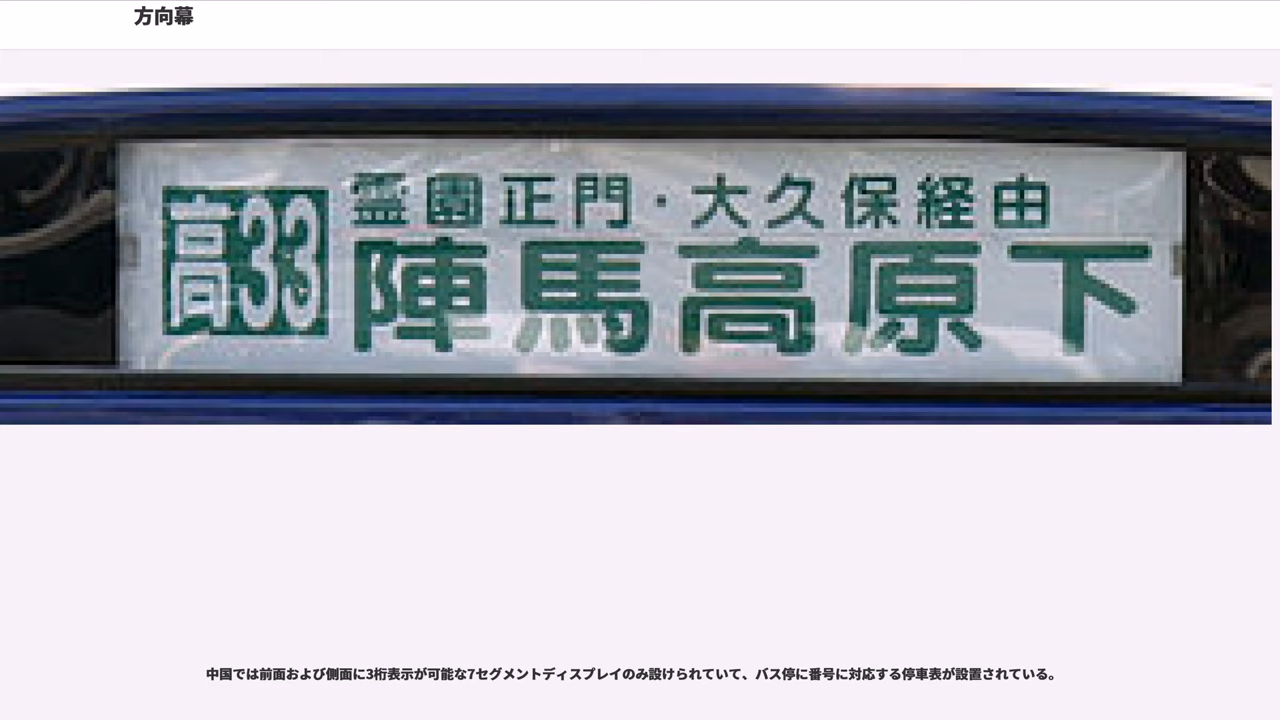 方向幕
高33
霊園正門・大久保経由
陣馬高原下
中国では前面および側面に3桁表示が可能な7セグメントディスプレイのみ設けられていて、バス停に番号に対応する停車表が設置されている。